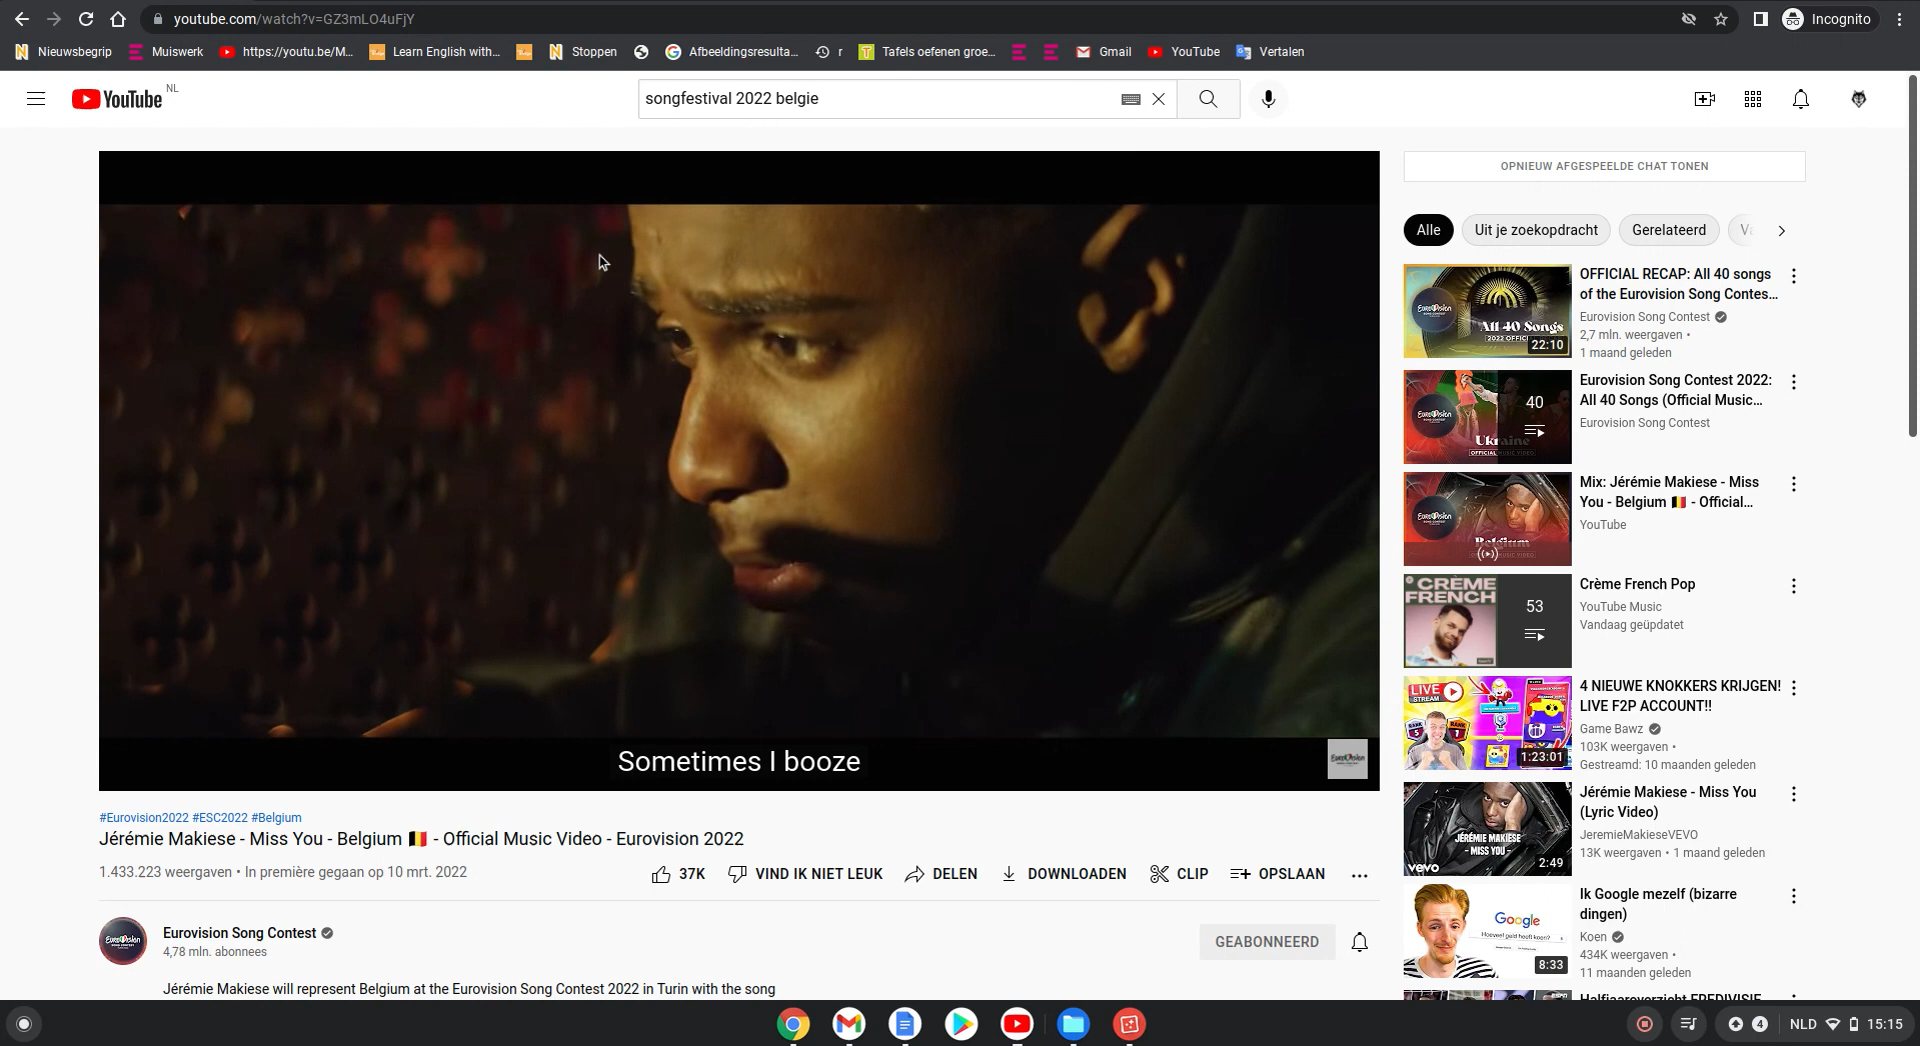 youtube.com/watch?v=GZ3mLO4uFjY
Incognito
Nieuwsbegrip
Muiswerk
https://youtu.be/M...
Learn English with...
Stoppen
Afbeeldingsresulta...
r
Tafels oefenen groe...
Gmail
YouTube
Vertalen
YouTube NL
songfestival 2022 belgie
Sometimes I booze
#Eurovision2022 #ESC2022 #Belgium
Jérémie Makiese - Miss You - Belgium 🇧🇪 - Official Music Video - Eurovision 2022
1.433.223 weergaven • In première gegaan op 10 mrt. 2022
37K
VIND IK NIET LEUK
DELEN
DOWNLOADEN
CLIP
OPSLAAN
Eurovision Song Contest
4,78 mln. abonnees
GEABONNEERD
Jérémie Makiese will represent Belgium at the Eurovision Song Contest 2022 in Turin with the song
OPNIEUW AFGESPEELDE CHAT TONEN
Alle
Uit je zoekopdracht
Gerelateerd
All 40 Songs
22:10
OFFICIAL RECAP: All 40 songs
of the Eurovision Song Contes...
Eurovision Song Contest
2,7 mln. weergaven •
1 maand geleden
40
Ukraine
Eurovision Song Contest 2022:
All 40 Songs (Official Music...
Eurovision Song Contest
Belgium
Mix: Jérémie Makiese - Miss
You - Belgium 🇧🇪 - Official...
YouTube
CRÈME
FRENCH
53
Crème French Pop
YouTube Music
Vandaag geüpdatet
LIVE
STREAM
1:23:01
4 NIEUWE KNOKKERS KRIJGEN!
LIVE F2P ACCOUNT!!
Game Bawz
103K weergaven •
Gestreamd: 10 maanden geleden
JÉRÉMIE MAKIESE
- MISS YOU -
vevo
2:49
Jérémie Makiese - Miss You
(Lyric Video)
JeremieMakieseVEVO
13K weergaven • 1 maand geleden
Google
Hoeveel geld heeft koen?
8:33
Ik Google mezelf (bizarre
dingen)
Koen
434K weergaven •
11 maanden geleden
Halfjaaroverzicht EREDIVISIE
4
NLD
15:15